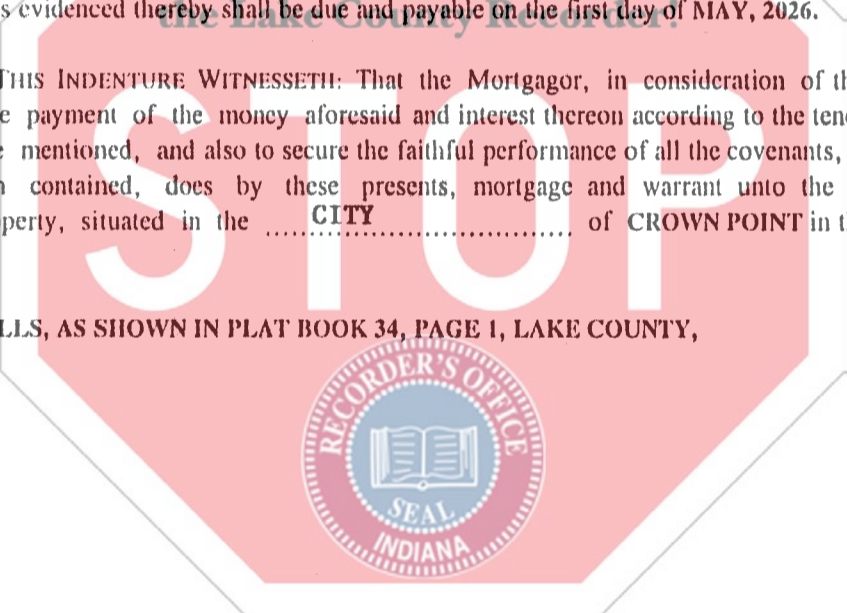 s evidenced thereby shall be due and payable on the first day of MAY, 2026.
the Lake County Recorder!
THIS INDENTURE WITNESSETH: That the Mortgagor, in consideration of th
e payment of the money aforesaid and interest thereon according to the teno
e mentioned, and also to secure the faithful performance of all the covenants,
n contained, does by these presents, mortgage and warrant unto the
perty, situated in the ....CITY.... of CROWN POINT in th
STOP
LLS, AS SHOWN IN PLAT BOOK 34, PAGE 1, LAKE COUNTY,
RECORDER'S OFFICE
SEAL
INDIANA